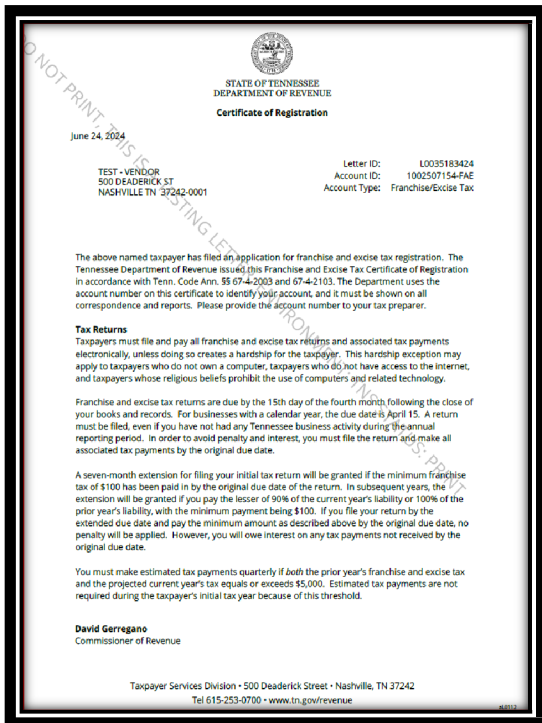 STATE OF TENNESSEE
DEPARTMENT OF REVENUE
Certificate of Registration
June 24, 2024
Letter ID: L0035183424
Account ID: 1002507154-FAE
Account Type: Franchise/Excise Tax
TEST - VENDOR
500 DEADERICK ST
NASHVILLE TN 37242-0001
DO NOT PRINT, THIS IS A TESTING LETTER ENVIRONMENT: TNS STATUS: PRINT
The above named taxpayer has filed an application for franchise and excise tax registration. The
Tennessee Department of Revenue issued this Franchise and Excise Tax Certificate of Registration
in accordance with Tenn. Code Ann. §§ 67-4-2003 and 67-4-2103. The Department uses the
account number on this certificate to identify your account, and it must be shown on all
correspondence and reports. Please provide the account number to your tax preparer.
Tax Returns
Taxpayers must file and pay all franchise and excise tax returns and associated tax payments
electronically, unless doing so creates a hardship for the taxpayer. This hardship exception may
apply to taxpayers who do not own a computer, taxpayers who do not have access to the internet,
and taxpayers whose religious beliefs prohibit the use of computers and related technology.
Franchise and excise tax returns are due by the 15th day of the fourth month following the close of
your books and records. For businesses with a calendar year, the due date is April 15. A return
must be filed, even if you have not had any Tennessee business activity during the annual
reporting period. In order to avoid penalty and interest, you must file the return and make all
associated tax payments by the original due date.
A seven-month extension for filing your initial tax return will be granted if the minimum franchise
tax of $100 has been paid in by the original due date of the return. In subsequent years, the
extension will be granted if you pay the lesser of 90% of the current year's liability or 100% of the
prior year's liability, with the minimum payment being $100. If you file your return by the
extended due date and pay the minimum amount as described above by the original due date, no
penalty will be applied. However, you will owe interest on any tax payments not received by the
original due date.
You must make estimated tax payments quarterly if both the prior year's franchise and excise tax
and the projected current year's tax equals or exceeds $5,000. Estimated tax payments are not
required during the taxpayer's initial tax year because of this threshold.
David Gerregano
Commissioner of Revenue
Taxpayer Services Division • 500 Deaderick Street • Nashville, TN 37242
Tel 615-253-0700 • www.tn.gov/revenue